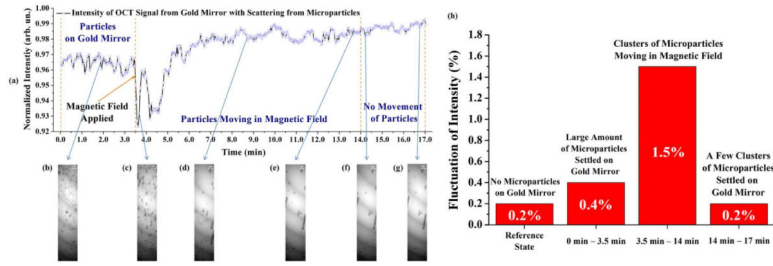 Intensity of OCT Signal from Gold Mirror with Scattering from Microparticles
Normalized Intenstiy (arb. un.)
1.00
0.99
0.97
0.96
0.94
0.93
0.92
(a)
Particles
on Gold Mirror
Magnetic Field
Applied
Particles Moving in Magnetic Field
No Movement
of Particles
0.0 1.0 2.0 3.0 4.0 5.0 6.0 7.0 8.0 9.0 10.0 11.0 12.0 13.0 14.0 15.0 16.0 17.0
Time (min)
(b) (c) (d) (e) (f) (g)
(h)
Fluctuation of Intensity (%)
1.8
1.6
1.4
1.2
1.0
0.8
0.6
0.4
0.2
0.0
Clusters of Microparticles
Moving in Magnetic Field
Large Amount
of Microparticles
Settled on
Gold Mirror
No Microparticles
on Gold Mirror
A Few Clusters
of Microparticles
Settled on
Gold Mirror
0.2%
0.4%
1.5%
0.2%
Reference
State
0 min – 3.5 min
3.5 min – 14 min
14 min – 17 min